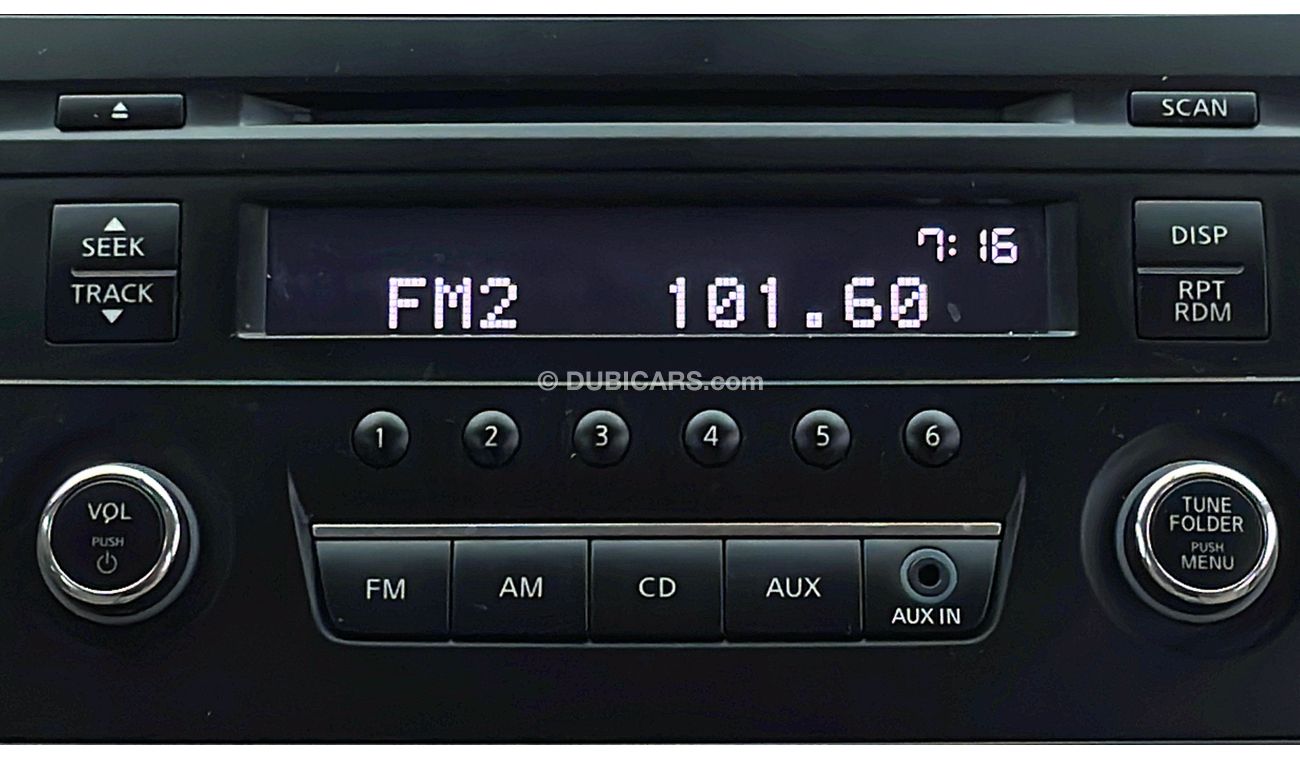 SCAN
SEEK
TRACK
7:16
FM2 101.60
DISP
RPT
RDM
© DUBICARS.com
1 2 3 4 5 6
VOL
PUSH
TUNE
FOLDER
PUSH
MENU
FM AM CD AUX
AUX IN